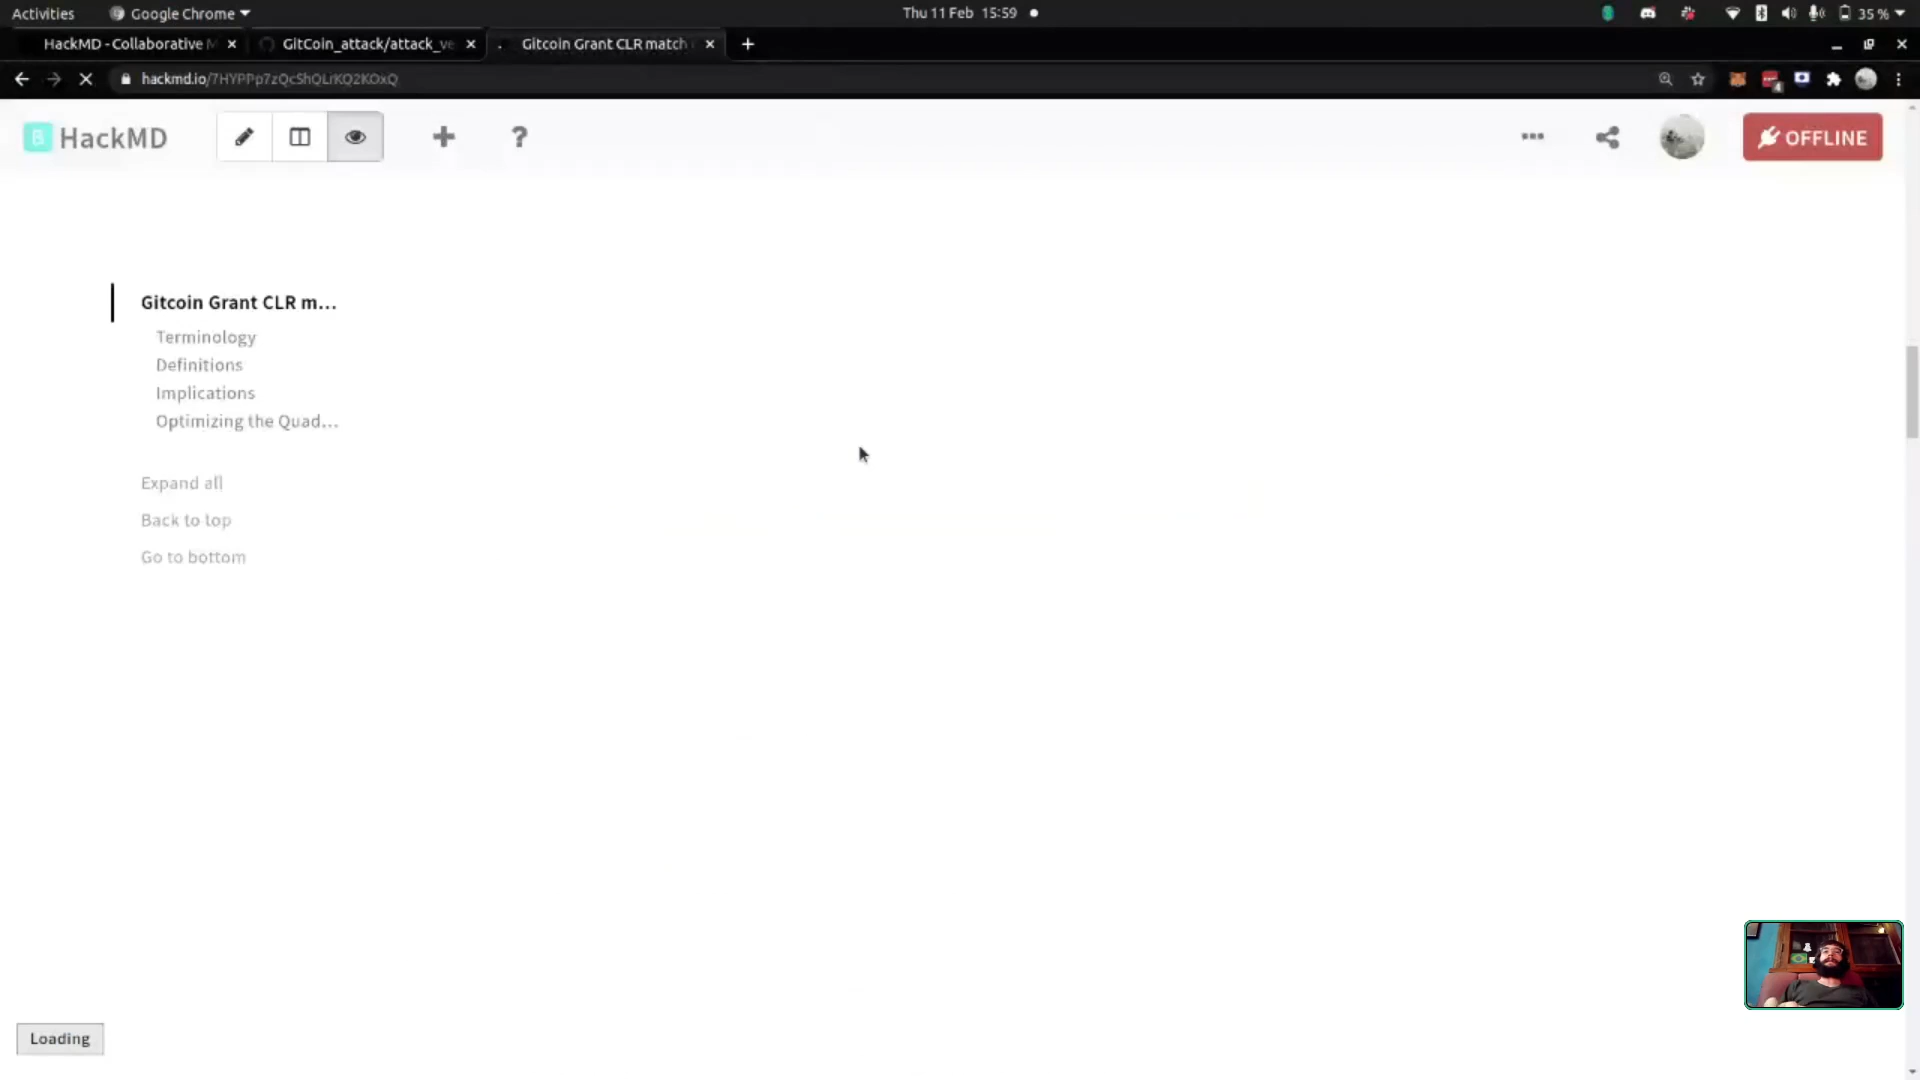 Activities
Google Chrome
Thu 11 Feb 15:59
35 %
HackMD - Collaborative M
GitCoin_attack/attack_ve
Gitcoin Grant CLR match
hackmd.io/7HYPPp7zQcShQLrKQ2KOxQ
HackMD
OFFLINE
Gitcoin Grant CLR m...
Terminology
Definitions
Implications
Optimizing the Quad...
Expand all
Back to top
Go to bottom
Loading